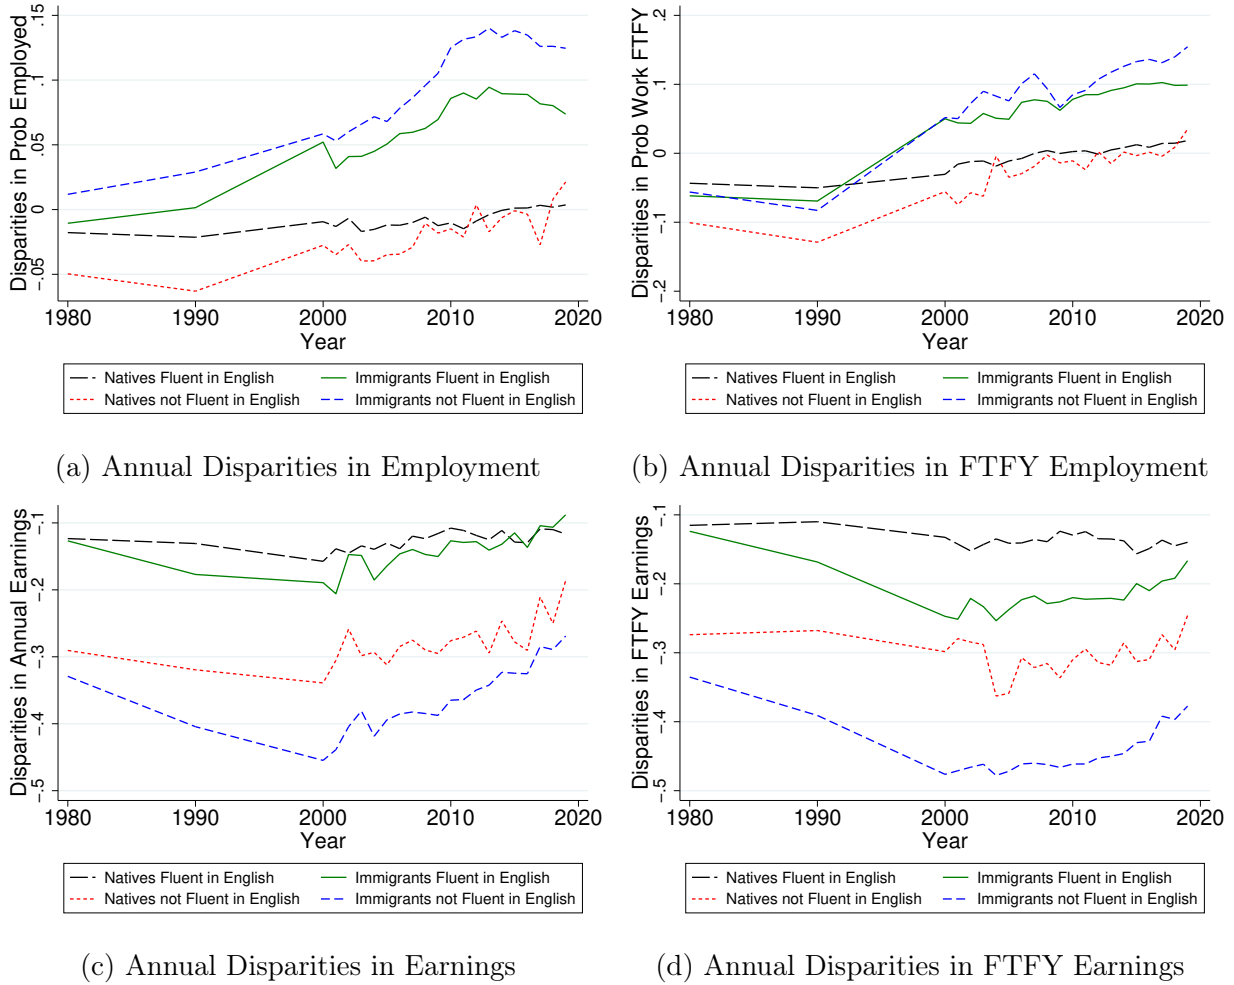 Disparities in Prob Employed
-.05 0 .05 .1 .15
1980 1990 2000 2010 2020
Year
Natives Fluent in English Immigrants Fluent in English
Natives not Fluent in English Immigrants not Fluent in English
(a) Annual Disparities in Employment
Disparities in Prob Work FTFY
-.2 -.1 0 .1 .2
1980 1990 2000 2010 2020
Year
Natives Fluent in English Immigrants Fluent in English
Natives not Fluent in English Immigrants not Fluent in English
(b) Annual Disparities in FTFY Employment
Disparities in Annual Earnings
-.5 -.4 -.3 -.2 -.1
1980 1990 2000 2010 2020
Year
Natives Fluent in English Immigrants Fluent in English
Natives not Fluent in English Immigrants not Fluent in English
(c) Annual Disparities in Earnings
Disparities in FTFY Earnings
-.5 -.4 -.3 -.2 -.1
1980 1990 2000 2010 2020
Year
Natives Fluent in English Immigrants Fluent in English
Natives not Fluent in English Immigrants not Fluent in English
(d) Annual Disparities in FTFY Earnings